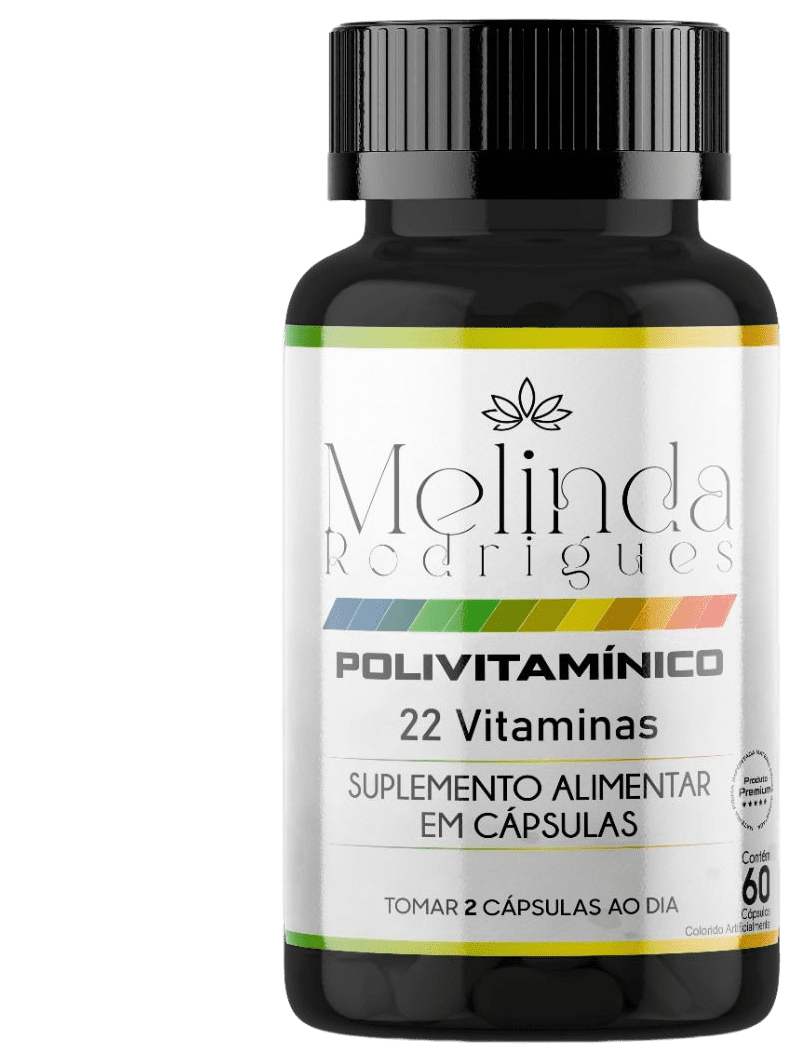 Melinda
Rodrigues
POLIVITAMÍNICO
22 Vitaminas
SUPLEMENTO ALIMENTAR
EM CÁPSULAS
TOMAR 2 CÁPSULAS AO DIA
Produto
Premium
Contém
60
Cápsulas
Colorido Artificialmente